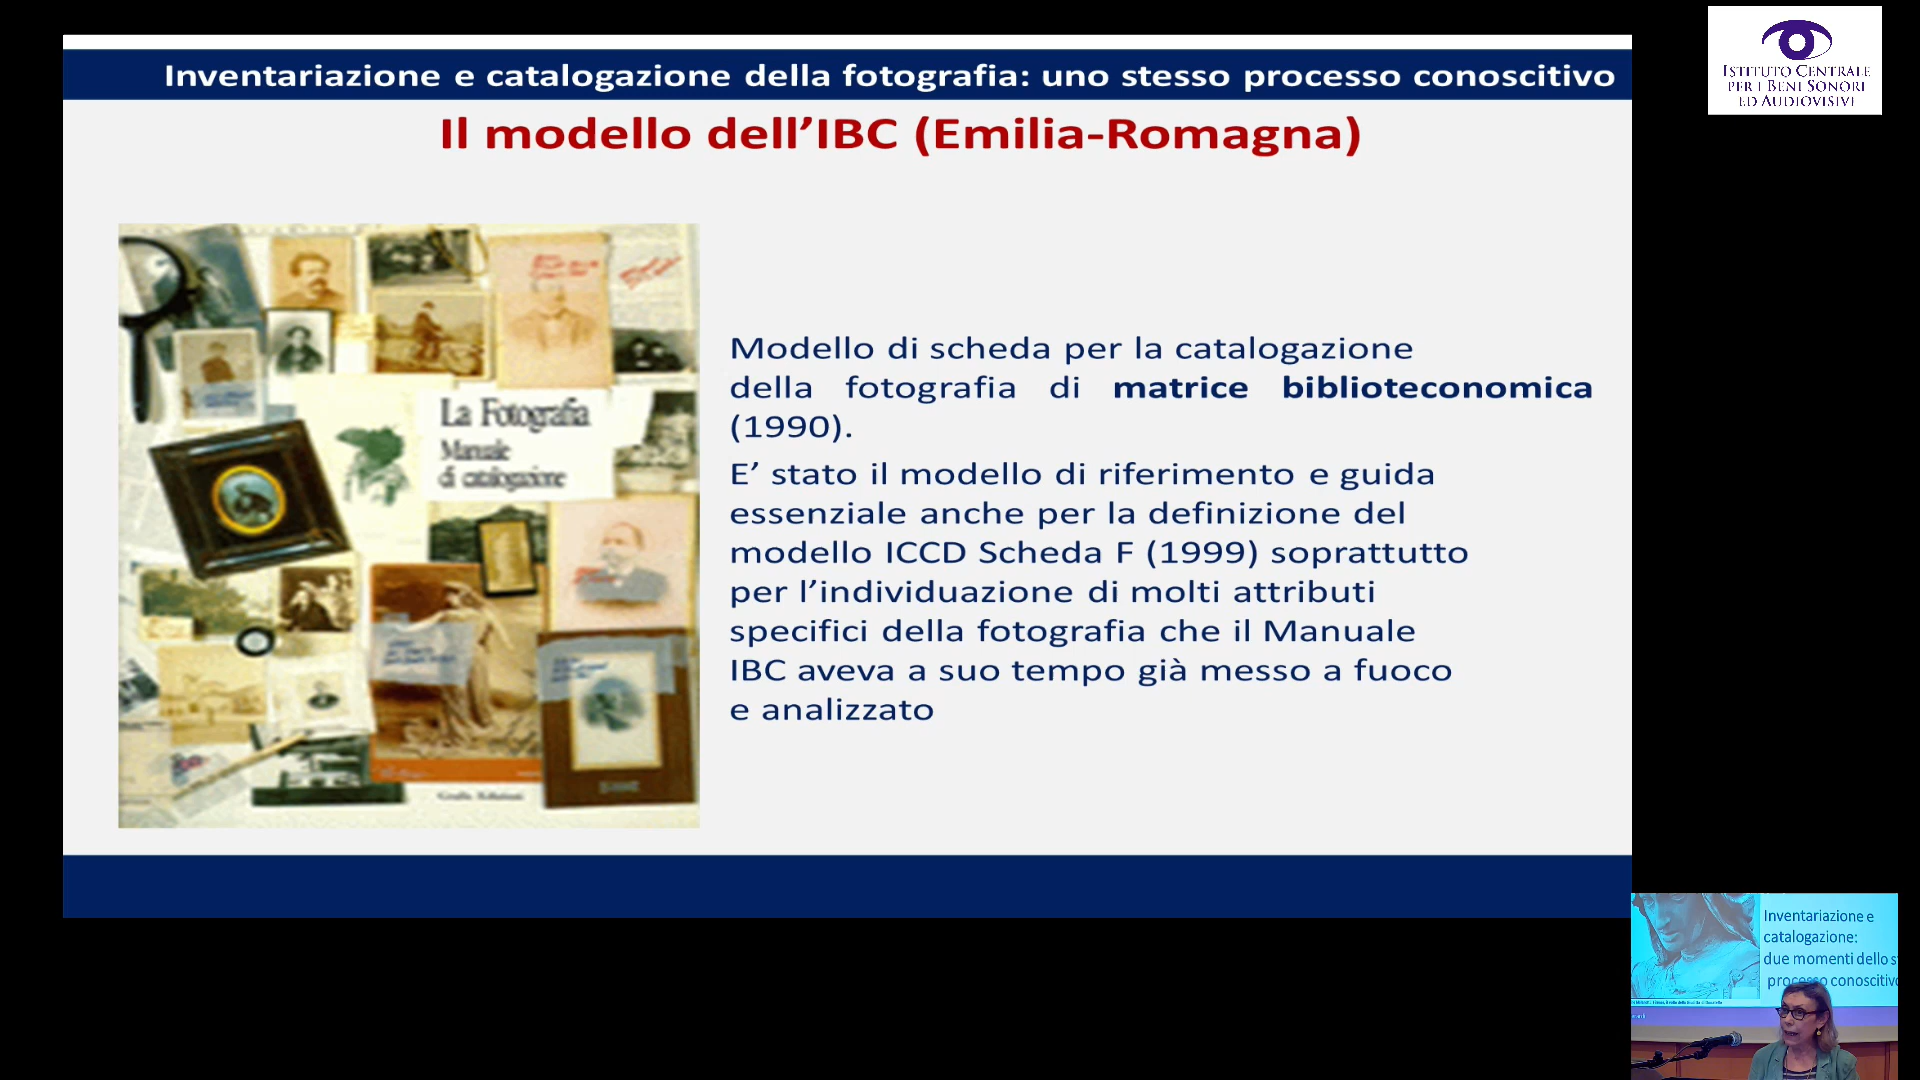 Inventariazione e catalogazione della fotografia: uno stesso processo conoscitivo
Il modello dell'IBC (Emilia-Romagna)
La Fotografia
Manuale
di catalogazione
Modello di scheda per la catalogazione
della fotografia di matrice biblioteconomica
(1990).
E' stato il modello di riferimento e guida
essenziale anche per la definizione del
modello ICCD Scheda F (1999) soprattutto
per l'individuazione di molti attributi
specifici della fotografia che il Manuale
IBC aveva a suo tempo già messo a fuoco
e analizzato
ISTITUTO CENTRALE
PER I BENI SONORI
ED AUDIOVISIVI
Inventariazione e
catalogazione:
due momenti dello s
processo conoscitivo